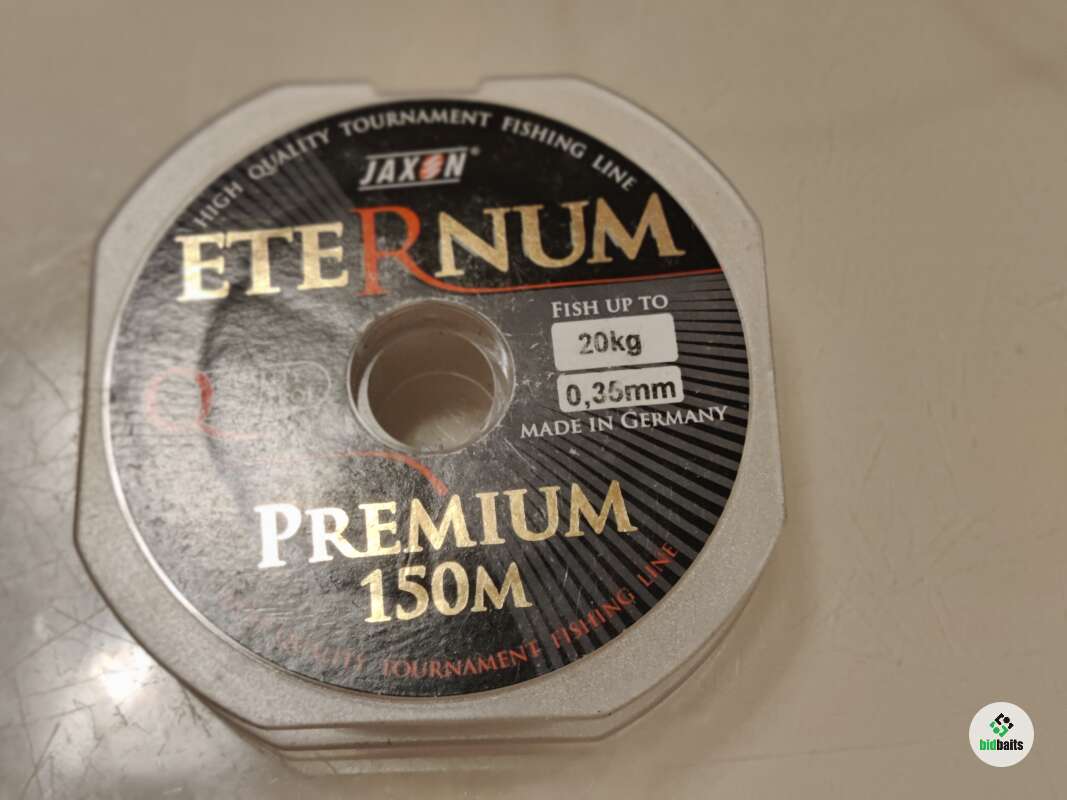 HIGH QUALITY TOURNAMENT FISHING LINE
JAXON®
ETERNUM
FISH UP TO
20kg
0,35mm
MADE IN GERMANY
PREMIUM
150M
QUALITY TOURNAMENT FISHING LINE
bidbaits